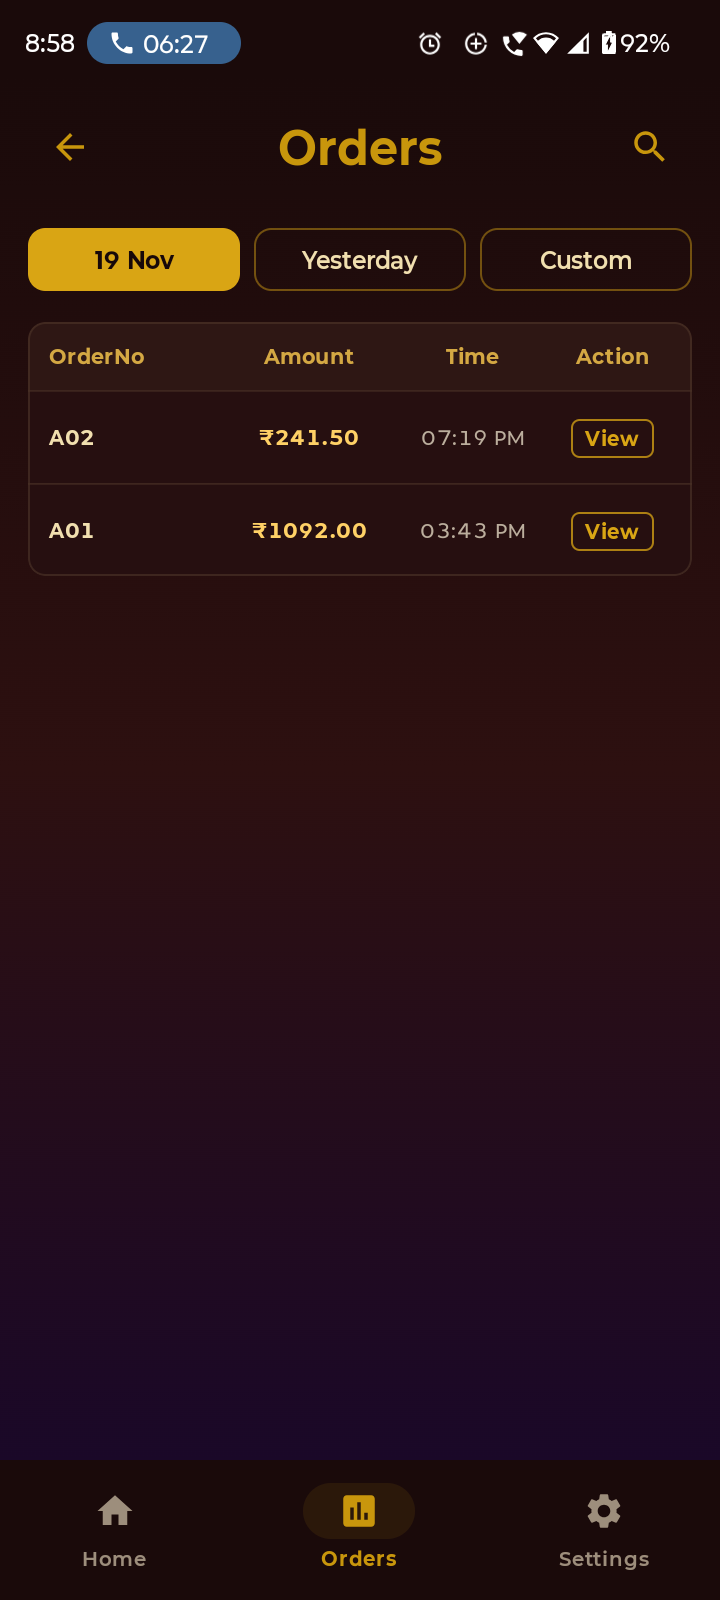 8:58 06:27 92%
Orders
19 Nov Yesterday Custom
OrderNo Amount Time Action
A02 ₹241.50 07:19 PM View
A01 ₹1092.00 03:43 PM View
Home Orders Settings